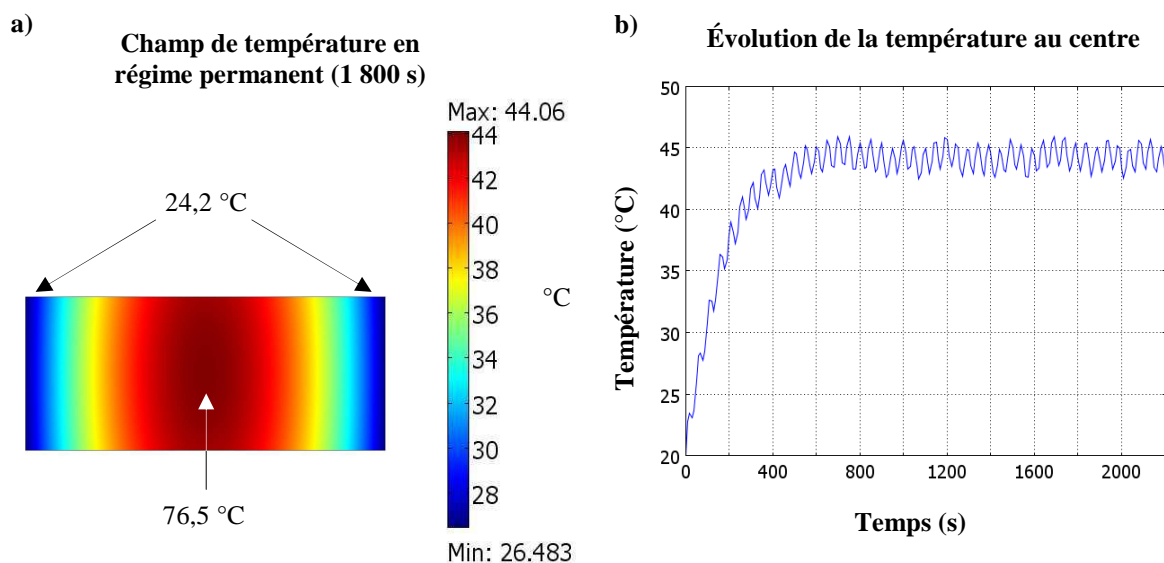 a)
Champ de température en
régime permanent (1 800 s)
Max: 44.06
44
42
40
38
36
34
32
30
28
Min: 26.483
°C
24,2 °C
76,5 °C
b)
Évolution de la température au centre
Température (°C)
50
45
40
35
30
25
20
0
400
800
1200
1600
2000
Temps (s)